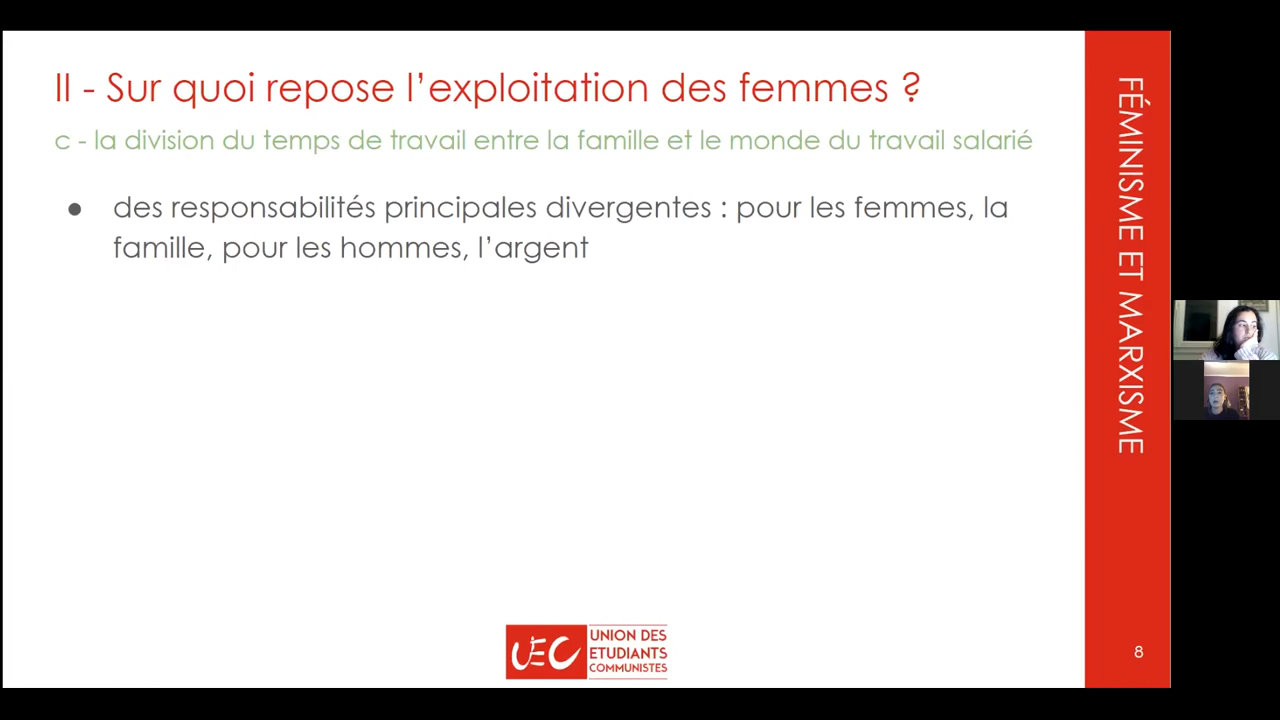 II - Sur quoi repose l’exploitation des femmes ?
c - la division du temps de travail entre la famille et le monde du travail salarié
● des responsabilités principales divergentes : pour les femmes, la
famille, pour les hommes, l’argent
FÉMINISME ET MARXISME
UEC
UNION DES
ETUDIANTS
COMMUNISTES
8